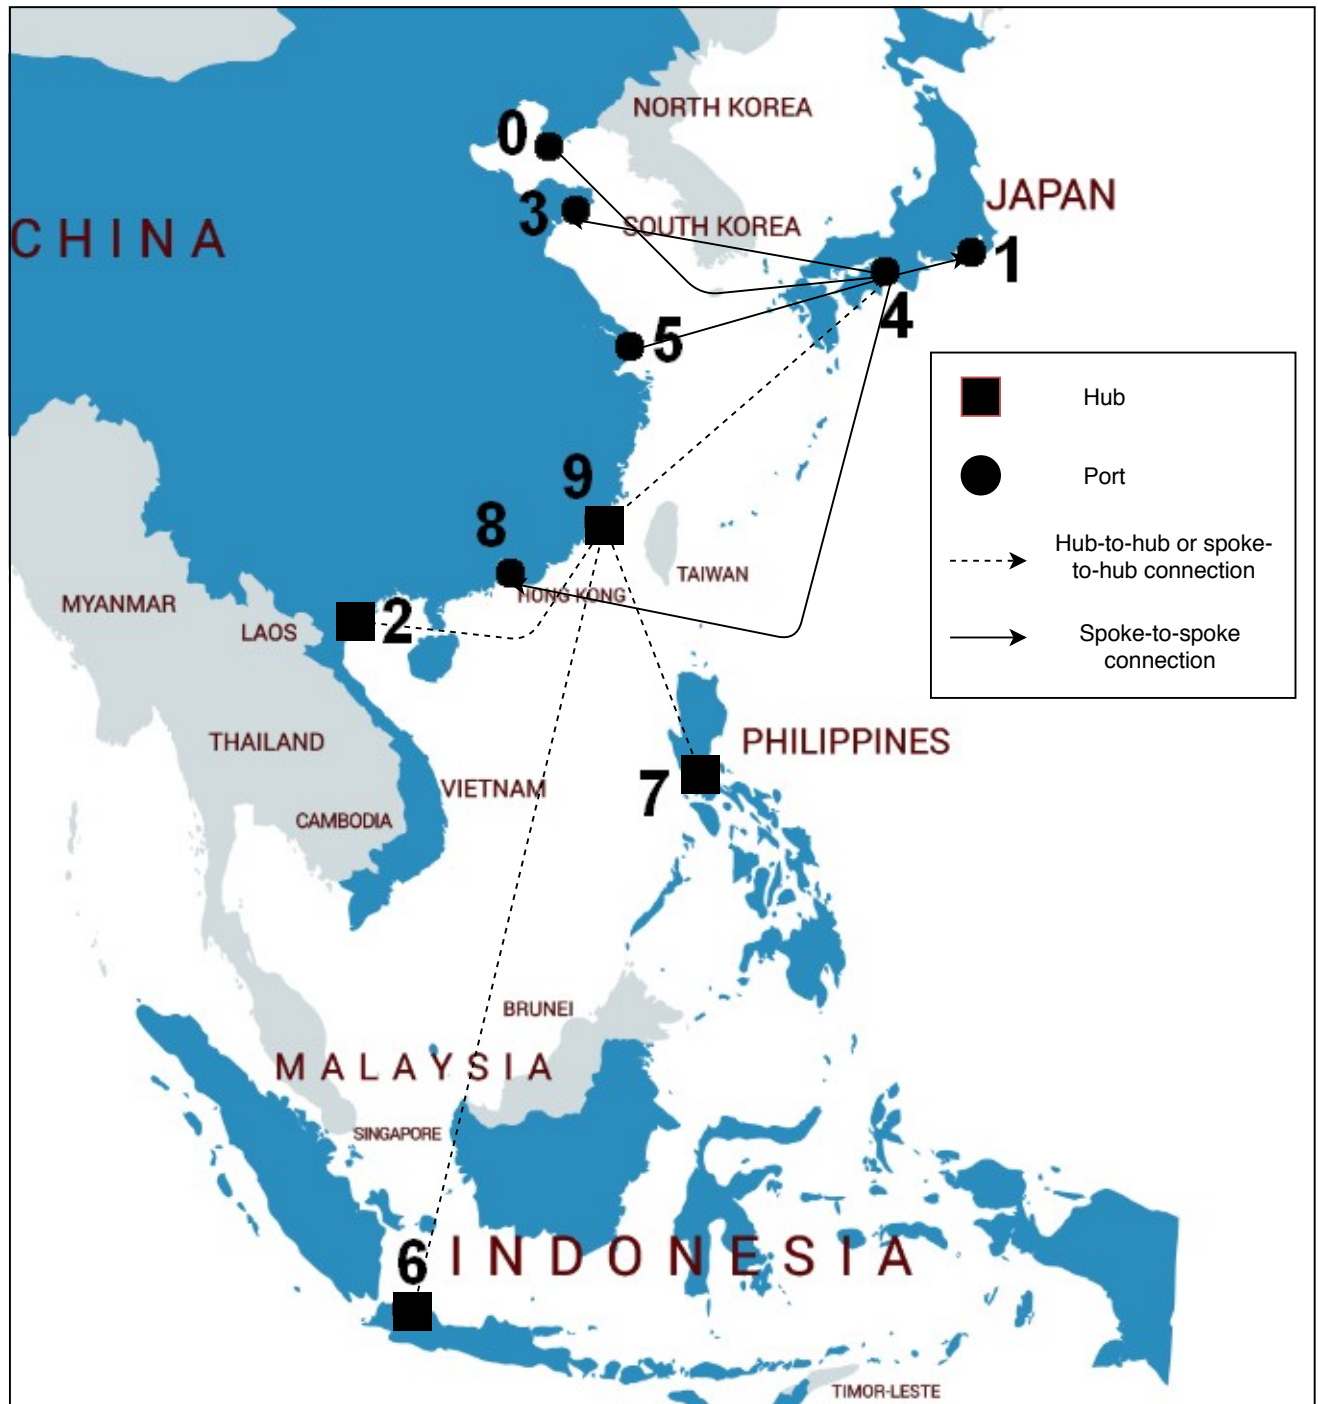 NORTH KOREA
0
JAPAN
3
SOUTH KOREA
CHINA
1
4
5
Hub
9
Port
8
Hub-to-hub or spoke-
to-hub connection
TAIWAN
HONG KONG
MYANMAR
2
LAOS
Spoke-to-spoke
connection
THAILAND
PHILIPPINES
VIETNAM
7
CAMBODIA
BRUNEI
MALAYSIA
SINGAPORE
6
INDONESIA
TIMOR-LESTE